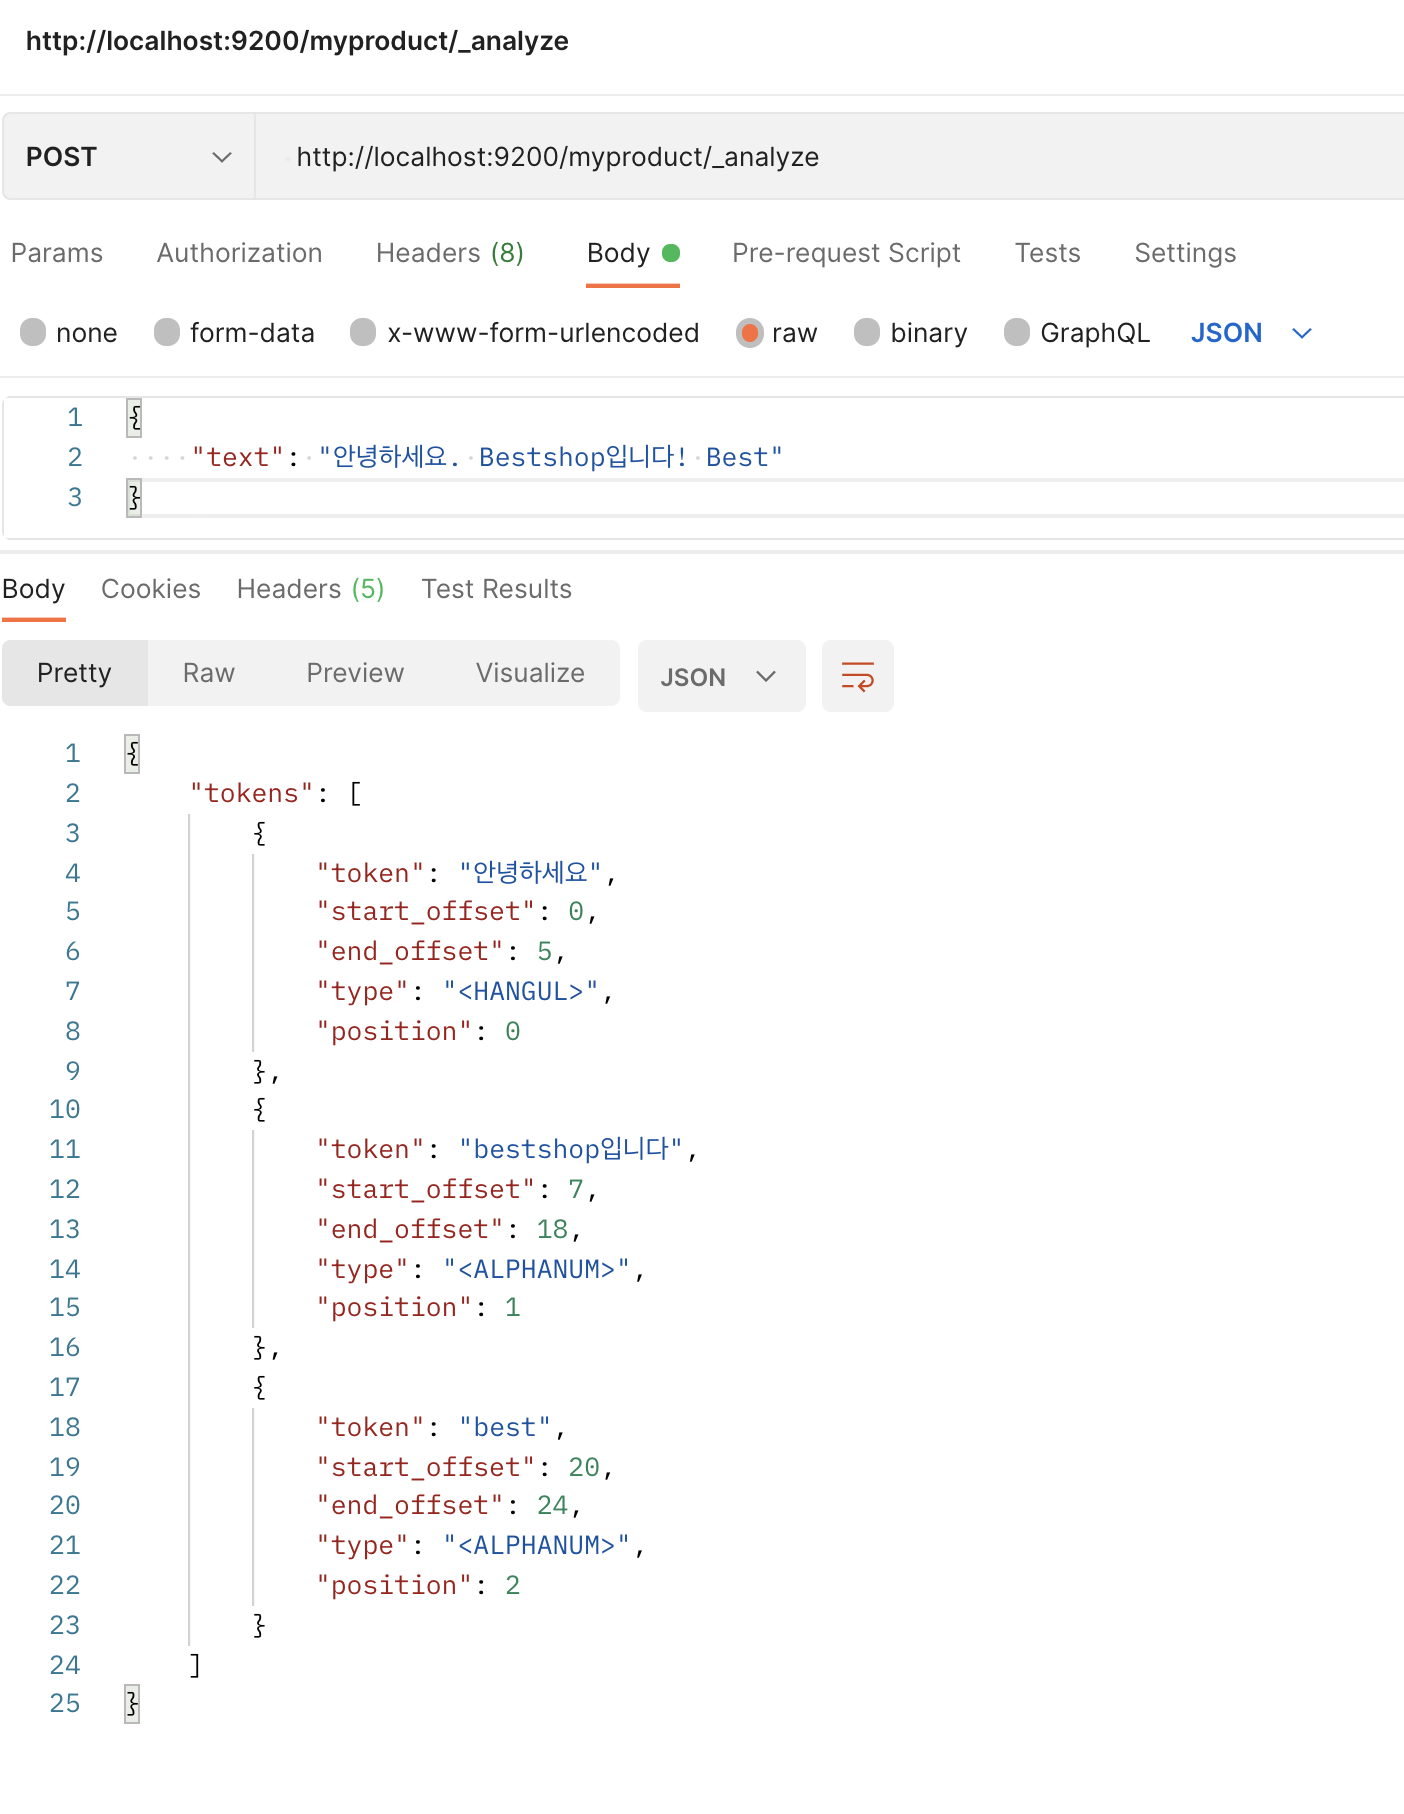 http://localhost:9200/myproduct/_analyze
POST http://localhost:9200/myproduct/_analyze
Params Authorization Headers (8) Body Pre-request Script Tests Settings
none form-data x-www-form-urlencoded raw binary GraphQL JSON
1 {
2 "text": "안녕하세요. Bestshop입니다! Best"
3 }
Body Cookies Headers (5) Test Results
Pretty Raw Preview Visualize JSON
1 {
2 "tokens": [
3 {
4 "token": "안녕하세요",
5 "start_offset": 0,
6 "end_offset": 5,
7 "type": "<HANGUL>",
8 "position": 0
9 },
10 {
11 "token": "bestshop입니다",
12 "start_offset": 7,
13 "end_offset": 18,
14 "type": "<ALPHANUM>",
15 "position": 1
16 },
17 {
18 "token": "best",
19 "start_offset": 20,
20 "end_offset": 24,
21 "type": "<ALPHANUM>",
22 "position": 2
23 }
24 ]
25 }